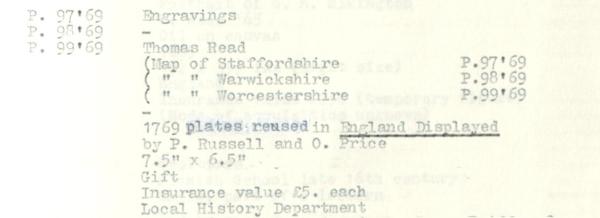 P. 97'69 Engravings
P. 98'69 -
P. 99'69 Thomas Read
(Map of Staffordshire P.97'69
( " " Warwickshire P.98'69
( " " Worcestershire P.99'69
-
1769 plates reused in England Displayed
by P. Russell and O. Price
7.5" x 6.5"
Gift
Insurance value £5. each
Local History Department